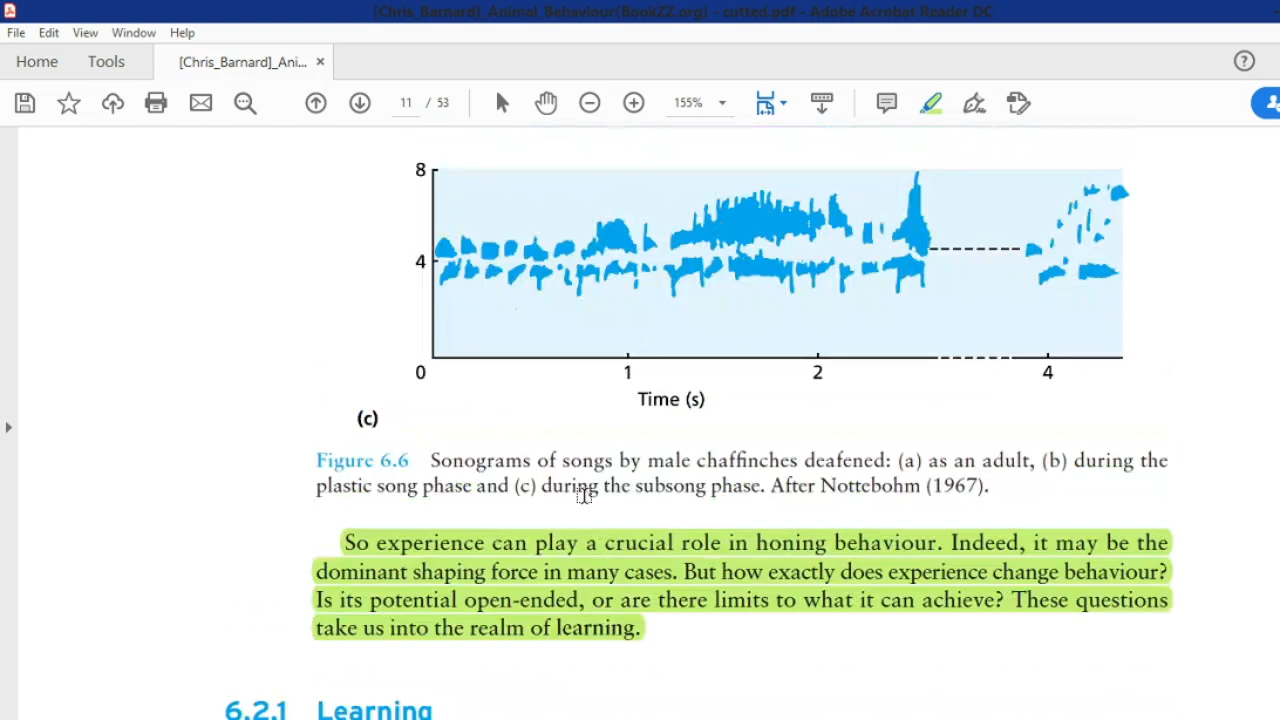 [Chris_Barnard]_Animal_Behaviour(BookZZ.org) - cutted.pdf - Adobe Acrobat Reader DC
File Edit View Window Help
Home Tools [Chris_Barnard]_Ani... × ?
11 / 53 155%
8
4
0 1 2 4
Time (s)
(c)
Figure 6.6 Sonograms of songs by male chaffinches deafened: (a) as an adult, (b) during the
plastic song phase and (c) during the subsong phase. After Nottebohm (1967).
So experience can play a crucial role in honing behaviour. Indeed, it may be the
dominant shaping force in many cases. But how exactly does experience change behaviour?
Is its potential open-ended, or are there limits to what it can achieve? These questions
take us into the realm of learning.
6.2.1 Learning